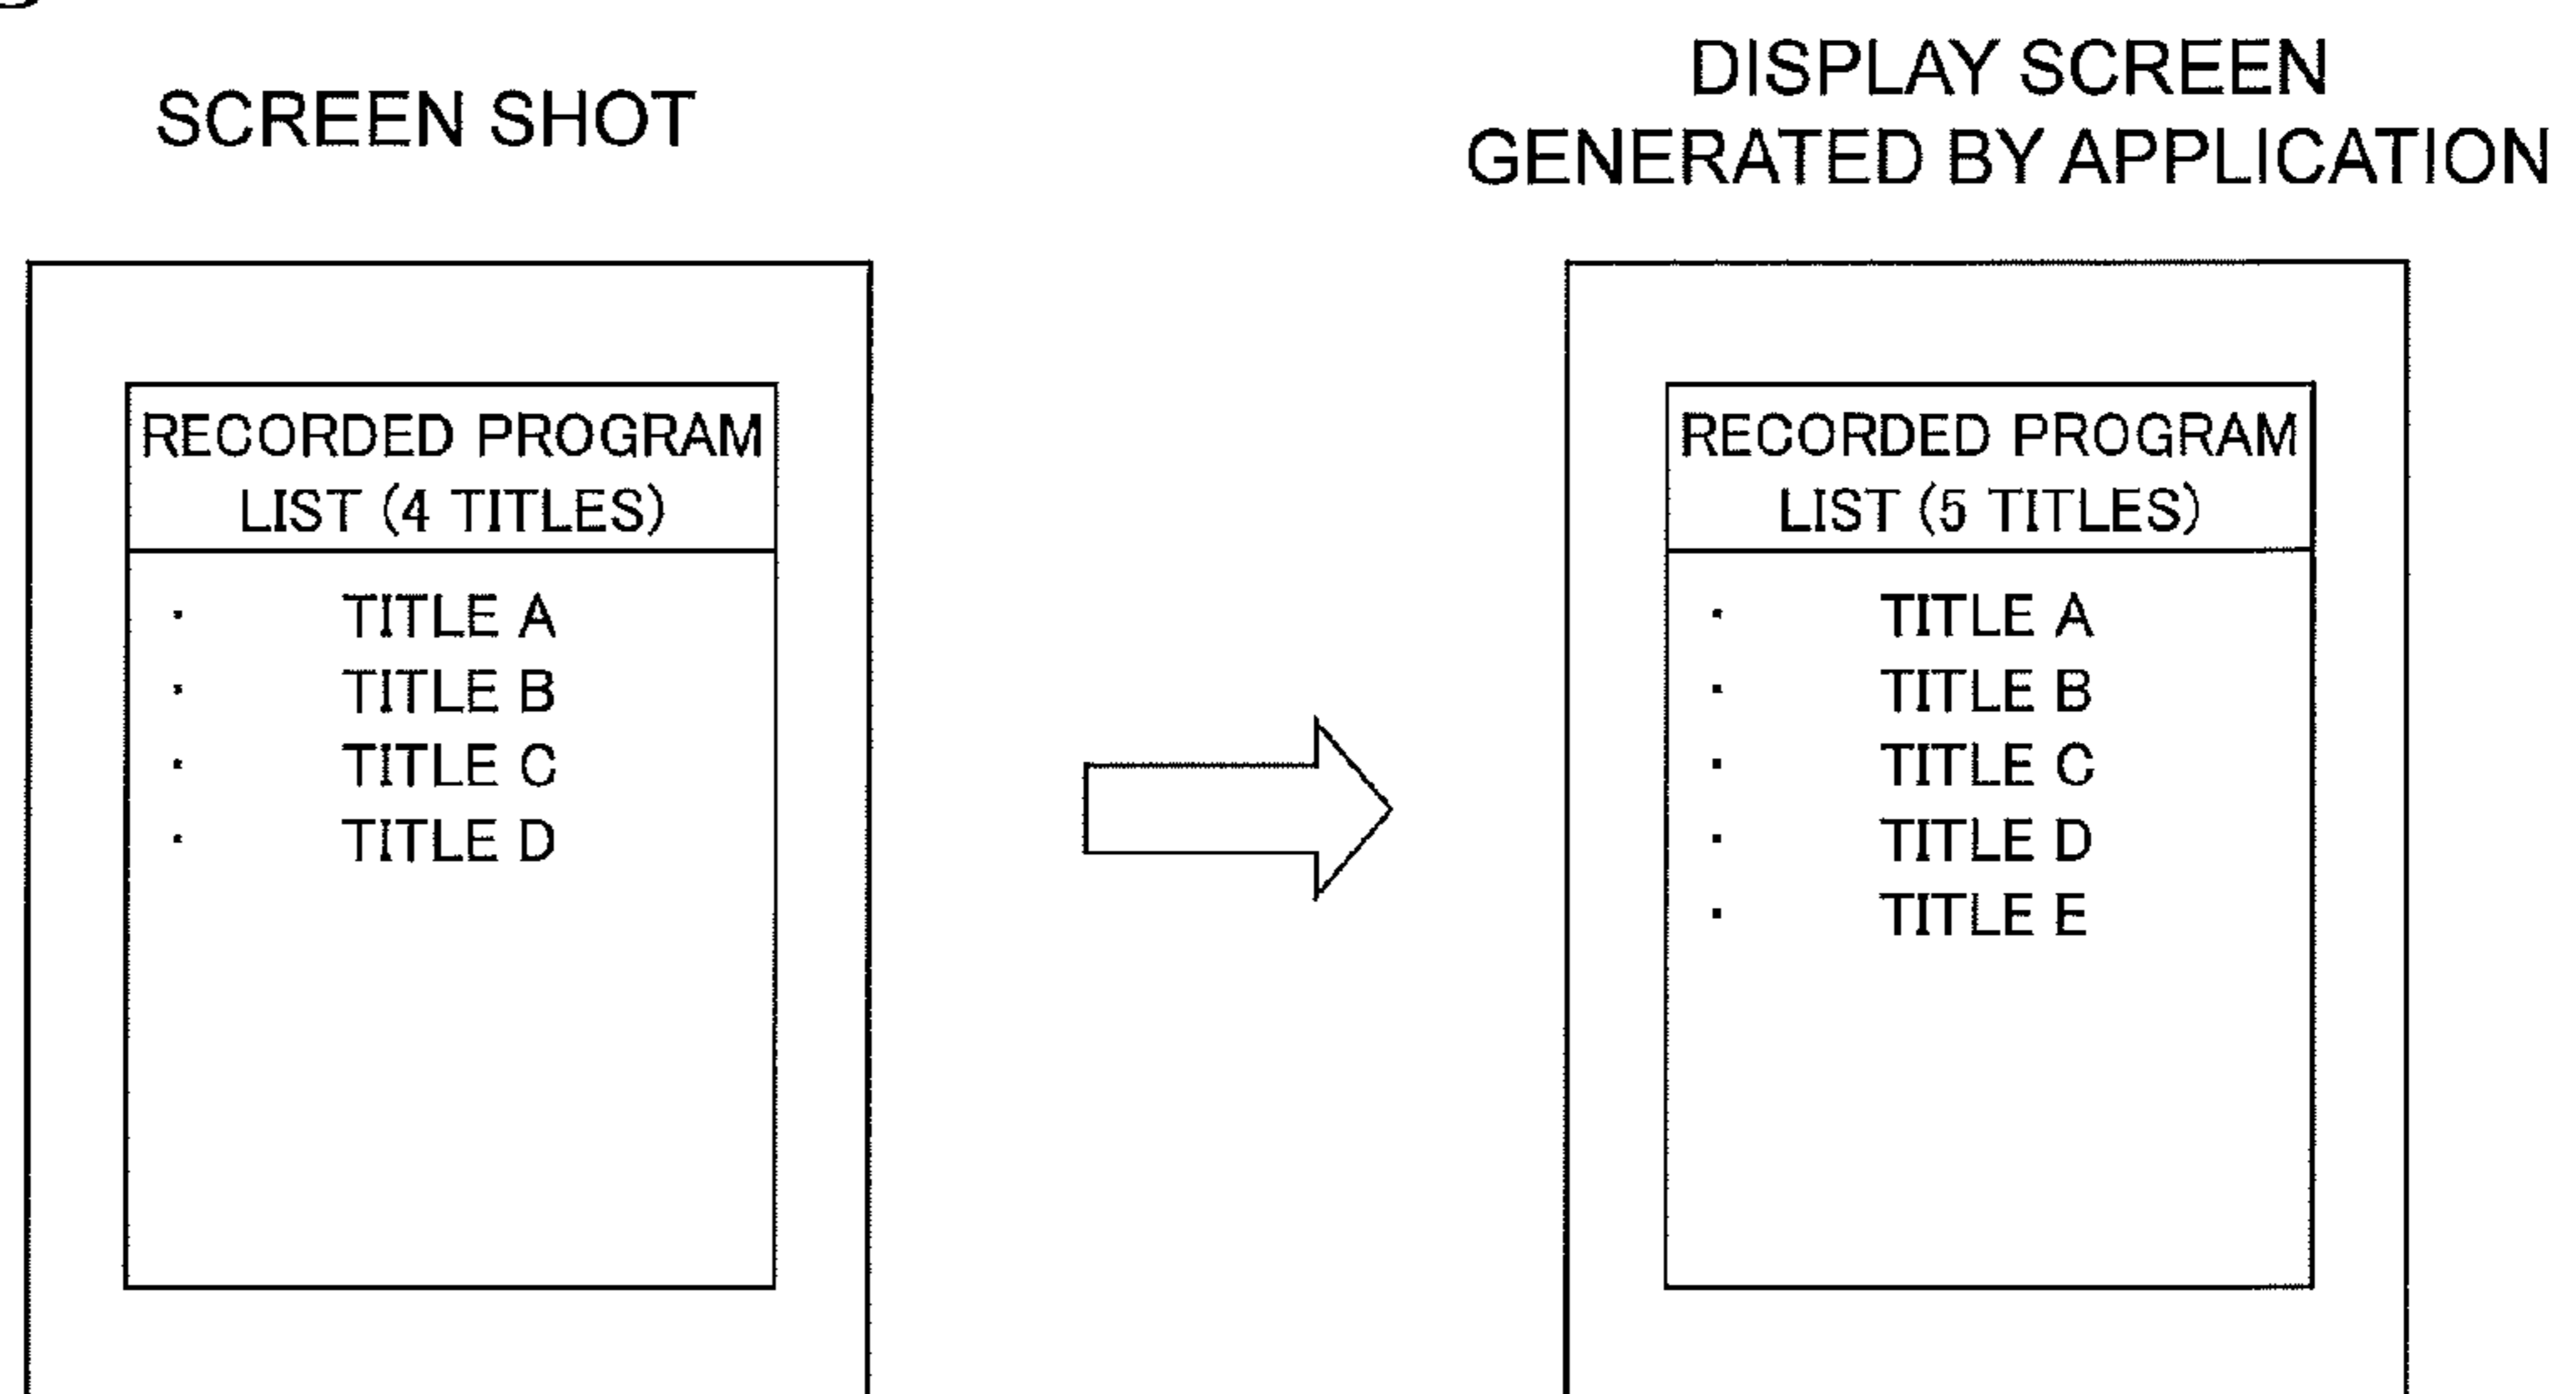 SCREEN SHOT
RECORDED PROGRAM
LIST (4 TITLES)
· TITLE A
· TITLE B
· TITLE C
· TITLE D
DISPLAY SCREEN
GENERATED BY APPLICATION
RECORDED PROGRAM
LIST (5 TITLES)
· TITLE A
· TITLE B
· TITLE C
· TITLE D
· TITLE E